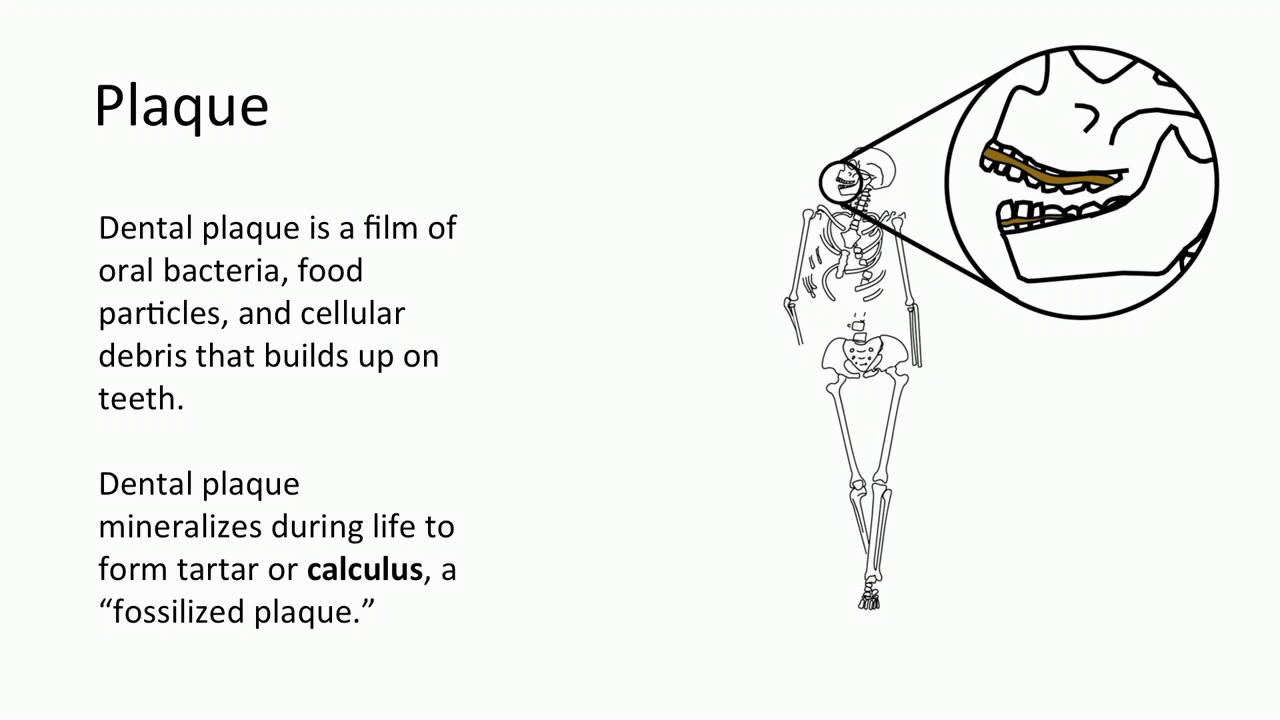 Plaque
Dental plaque is a film of
oral bacteria, food
particles, and cellular
debris that builds up on
teeth.
Dental plaque
mineralizes during life to
form tartar or calculus, a
“fossilized plaque.”